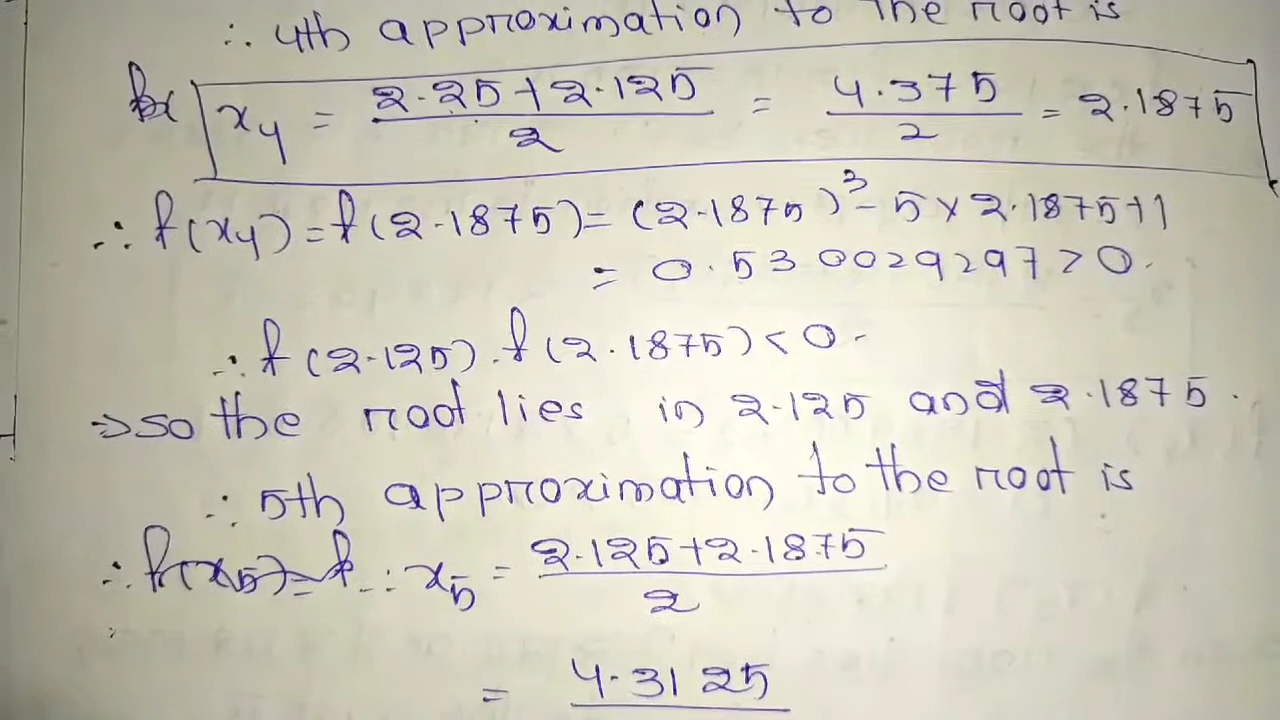 ∴ 4th approximation to the root is
x₄ = (2.25+2.125)/2 = 4.375/2 = 2.1875
∴ f(x₄) = f(2.1875) = (2.1875)³ - 5 × 2.1875 + 1
= 0.530029297 > 0.
∴ f(2.125).f(2.1875) < 0.
⇒ so the root lies in 2.125 and 2.1875.
∴ 5th approximation to the root is
∴ x₅ = (2.125+2.1875)/2
= 4.3125